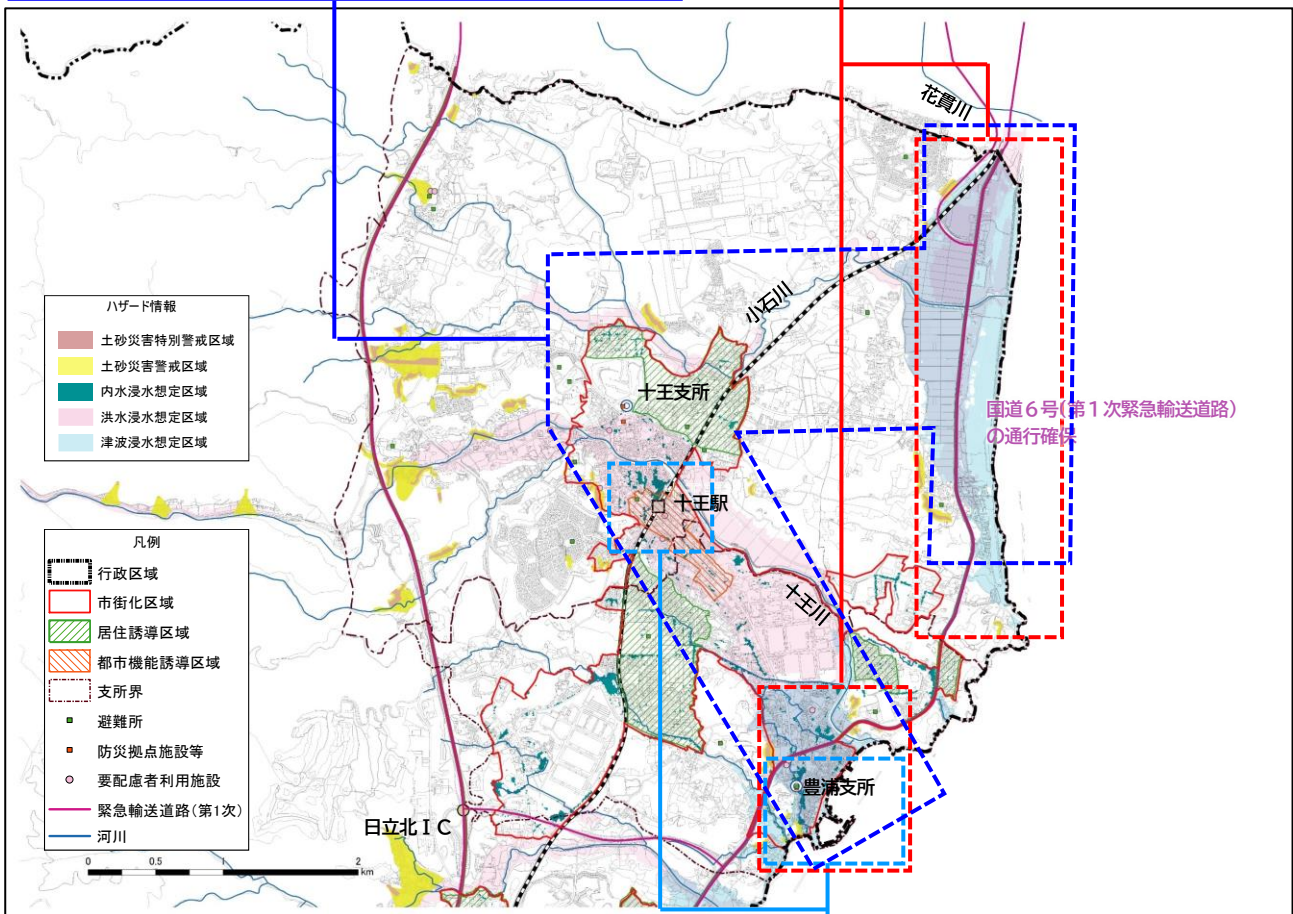 花貫川
小石川
ハザード情報
土砂災害特別警戒区域
土砂災害警戒区域
内水浸水想定区域
洪水浸水想定区域
津波浸水想定区域
十王支所
国道6号(第1次緊急輸送道路)
の通行確保
十王駅
凡例
行政区域
市街化区域
居住誘導区域
都市機能誘導区域
支所界
避難所
防災拠点施設等
要配慮者利用施設
緊急輸送道路(第1次)
河川
十王川
豊浦支所
日立北IC
0 0.5 1 2
km